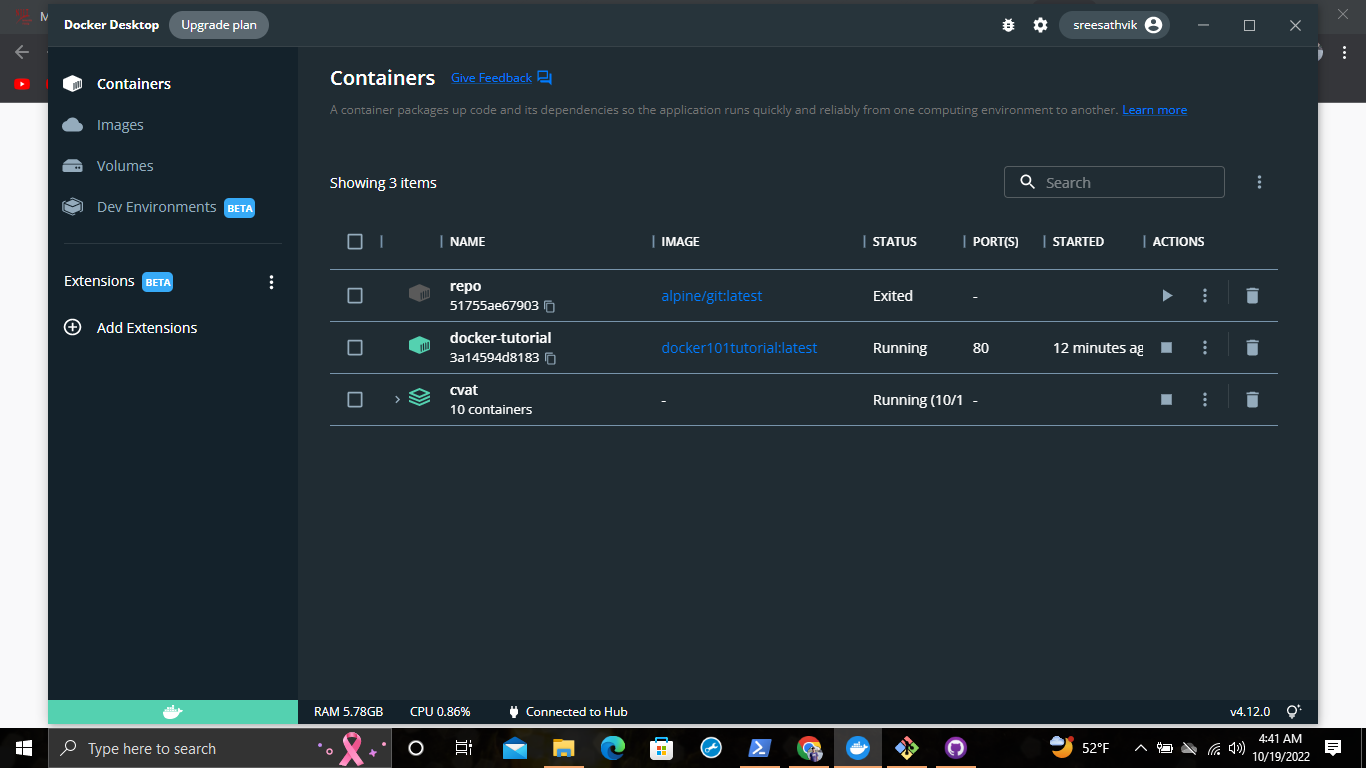 M
Docker Desktop Upgrade plan sreesathvik
Containers
Images
Volumes
Dev Environments BETA
Extensions BETA
Add Extensions
Containers Give Feedback
A container packages up code and its dependencies so the application runs quickly and reliably from one computing environment to another. Learn more
Showing 3 items Search
NAME IMAGE STATUS PORT(S) STARTED ACTIONS
repo
51755ae67903 alpine/git:latest Exited -
docker-tutorial
3a14594d8183 docker101tutorial:latest Running 80 12 minutes ag
cvat
10 containers - Running (10/1 -
RAM 5.78GB CPU 0.86% Connected to Hub v4.12.0
Type here to search 52°F
4:41 AM
10/19/2022